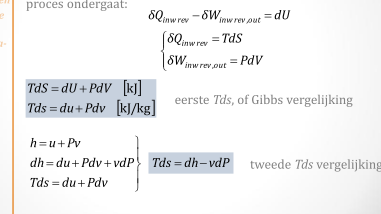 proces ondergaat:
δQ_inw rev − δW_inw rev,out = dU
δQ_inw rev = TdS
δW_inw rev,out = PdV
TdS = dU + PdV [kJ]
Tds = du + Pdv [kJ/kg]
eerste Tds, of Gibbs vergelijking
h = u + Pv
dh = du + Pdv + vdP
Tds = du + Pdv
Tds = dh − vdP
tweede Tds vergelijking